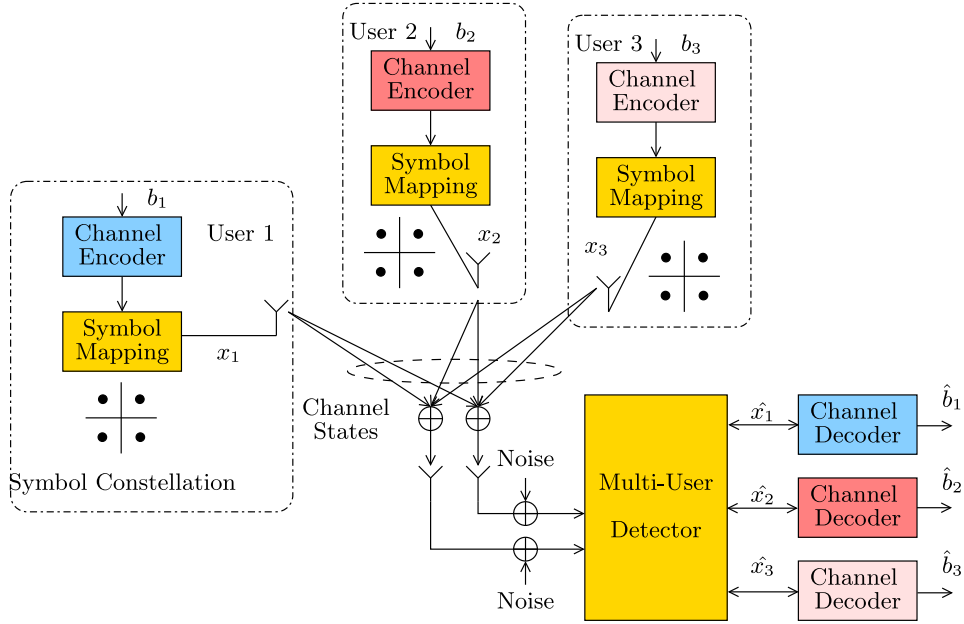 User 2
b₂
Channel
Encoder
Symbol
Mapping
x₂
User 3
b₃
Channel
Encoder
Symbol
Mapping
x₃
b₁
User 1
Channel
Encoder
Symbol
Mapping
x₁
Symbol Constellation
Channel
States
Noise
Noise
Multi-User
Detector
x̂₁
Channel
Decoder
b̂₁
x̂₂
Channel
Decoder
b̂₂
x̂₃
Channel
Decoder
b̂₃